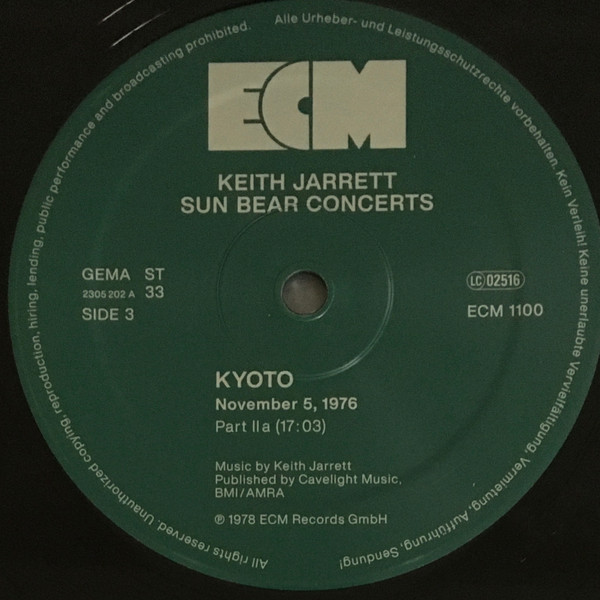 Alle Urheber- und Leistungsschutzrechte vorbehalten. Kein Verleih! Keine unerlaubte Vervielfältigung, Vermietung, Aufführung, Sendung!
ECM
KEITH JARRETT
SUN BEAR CONCERTS
GEMA ST
2305 202 A 33
SIDE 3
LC 02516
ECM 1100
KYOTO
November 5, 1976
Part IIa (17:03)
Music by Keith Jarrett
Published by Cavelight Music,
BMI/AMRA
℗ 1978 ECM Records GmbH
All rights reserved. Unauthorized copying, reproduction, hiring, lending, public performance and broadcasting prohibited.